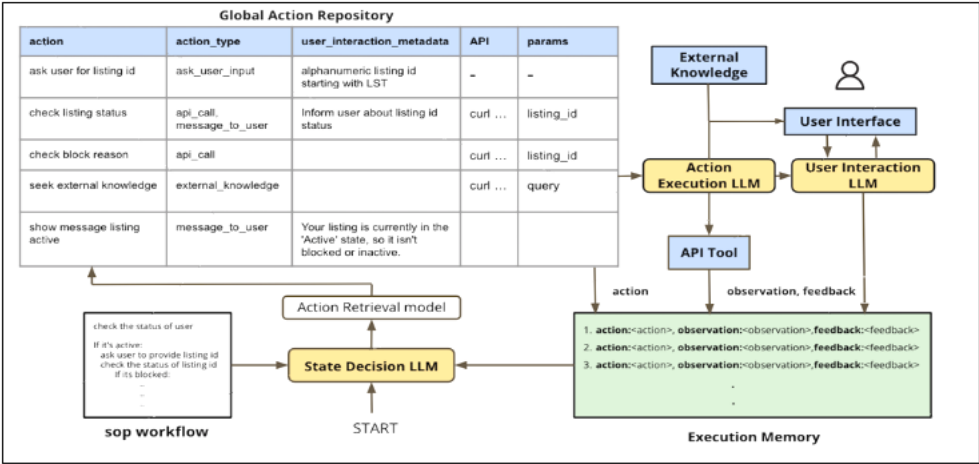 Global Action Repository
action action_type user_interaction_metadata API params
ask user for listing id ask_user_input alphanumeric listing id starting with LST - -
check listing status api_call, message_to_user Inform user about listing id status curl ... listing_id
check block reason api_call curl ... listing_id
seek external knowledge external_knowledge curl ... query
show message listing active message_to_user Your listing is currently in the 'Active' state, so it isn't blocked or inactive.
External
Knowledge
User Interface
Action
Execution LLM
User Interaction
LLM
API Tool
action
observation, feedback
Action Retrieval model
check the status of user
If it's active:
ask user to provide listing id
check the status of listing id
If its blocked:
...
...
...
State Decision LLM
START
sop workflow
1. action:<action>, observation:<observation>,feedback:<feedback>
2. action:<action>, observation:<observation>,feedback:<feedback>
3. action:<action>, observation:<observation>,feedback:<feedback>
.
.
Execution Memory